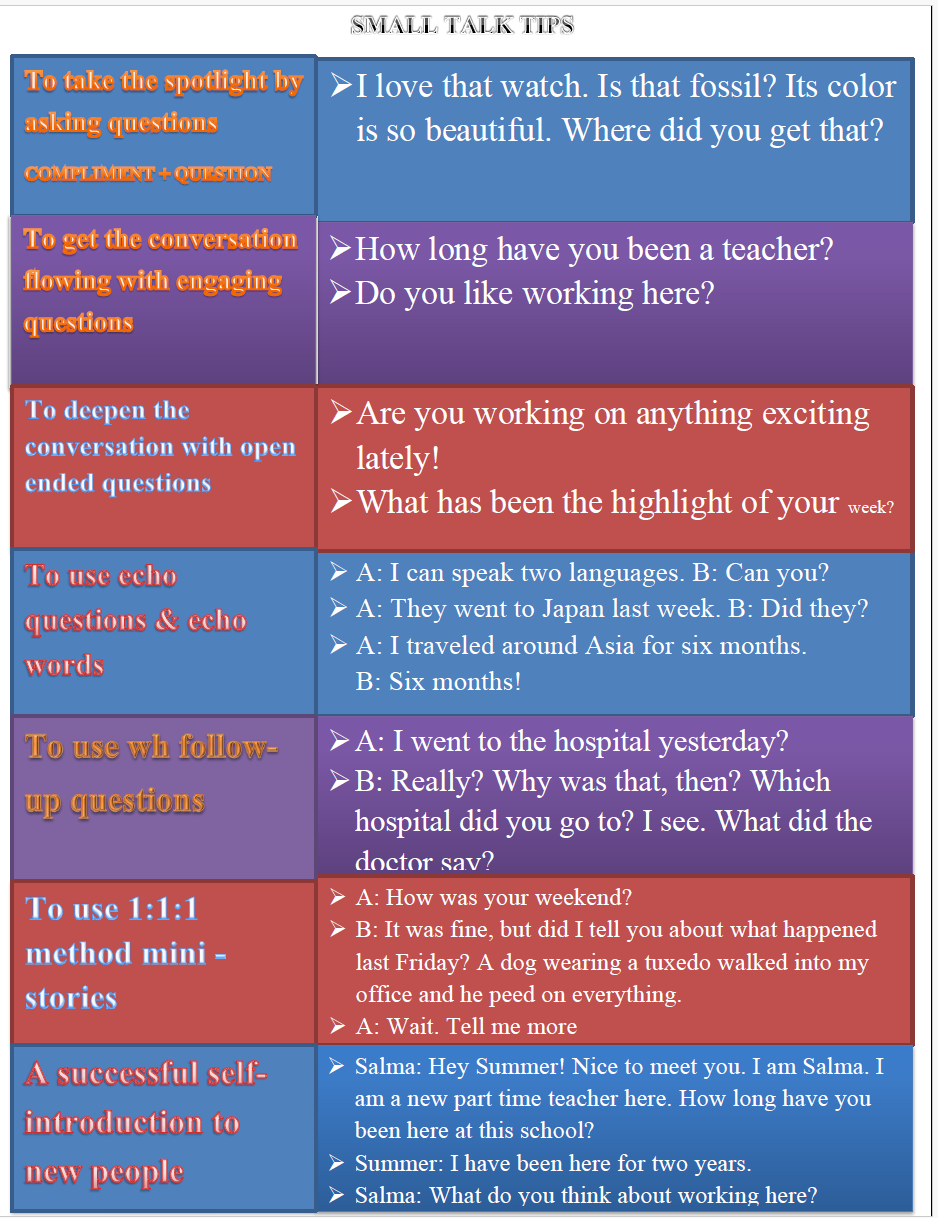 SMALL TALK TIPS
To take the spotlight by
asking questions
COMPLIMENT + QUESTION
➢I love that watch. Is that fossil? Its color
is so beautiful. Where did you get that?
To get the conversation
flowing with engaging
questions
➢How long have you been a teacher?
➢Do you like working here?
To deepen the
conversation with open
ended questions
➢Are you working on anything exciting
lately!
➢What has been the highlight of your week?
To use echo
questions & echo
words
➢ A: I can speak two languages. B: Can you?
➢ A: They went to Japan last week. B: Did they?
➢ A: I traveled around Asia for six months.
B: Six months!
To use wh follow-
up questions
➢A: I went to the hospital yesterday?
➢B: Really? Why was that, then? Which
hospital did you go to? I see. What did the
doctor say?
To use 1:1:1
method mini -
stories
➢ A: How was your weekend?
➢ B: It was fine, but did I tell you about what happened
last Friday? A dog wearing a tuxedo walked into my
office and he peed on everything.
➢ A: Wait. Tell me more
A successful self-
introduction to
new people
➢ Salma: Hey Summer! Nice to meet you. I am Salma. I
am a new part time teacher here. How long have you
been here at this school?
➢ Summer: I have been here for two years.
➢ Salma: What do you think about working here?